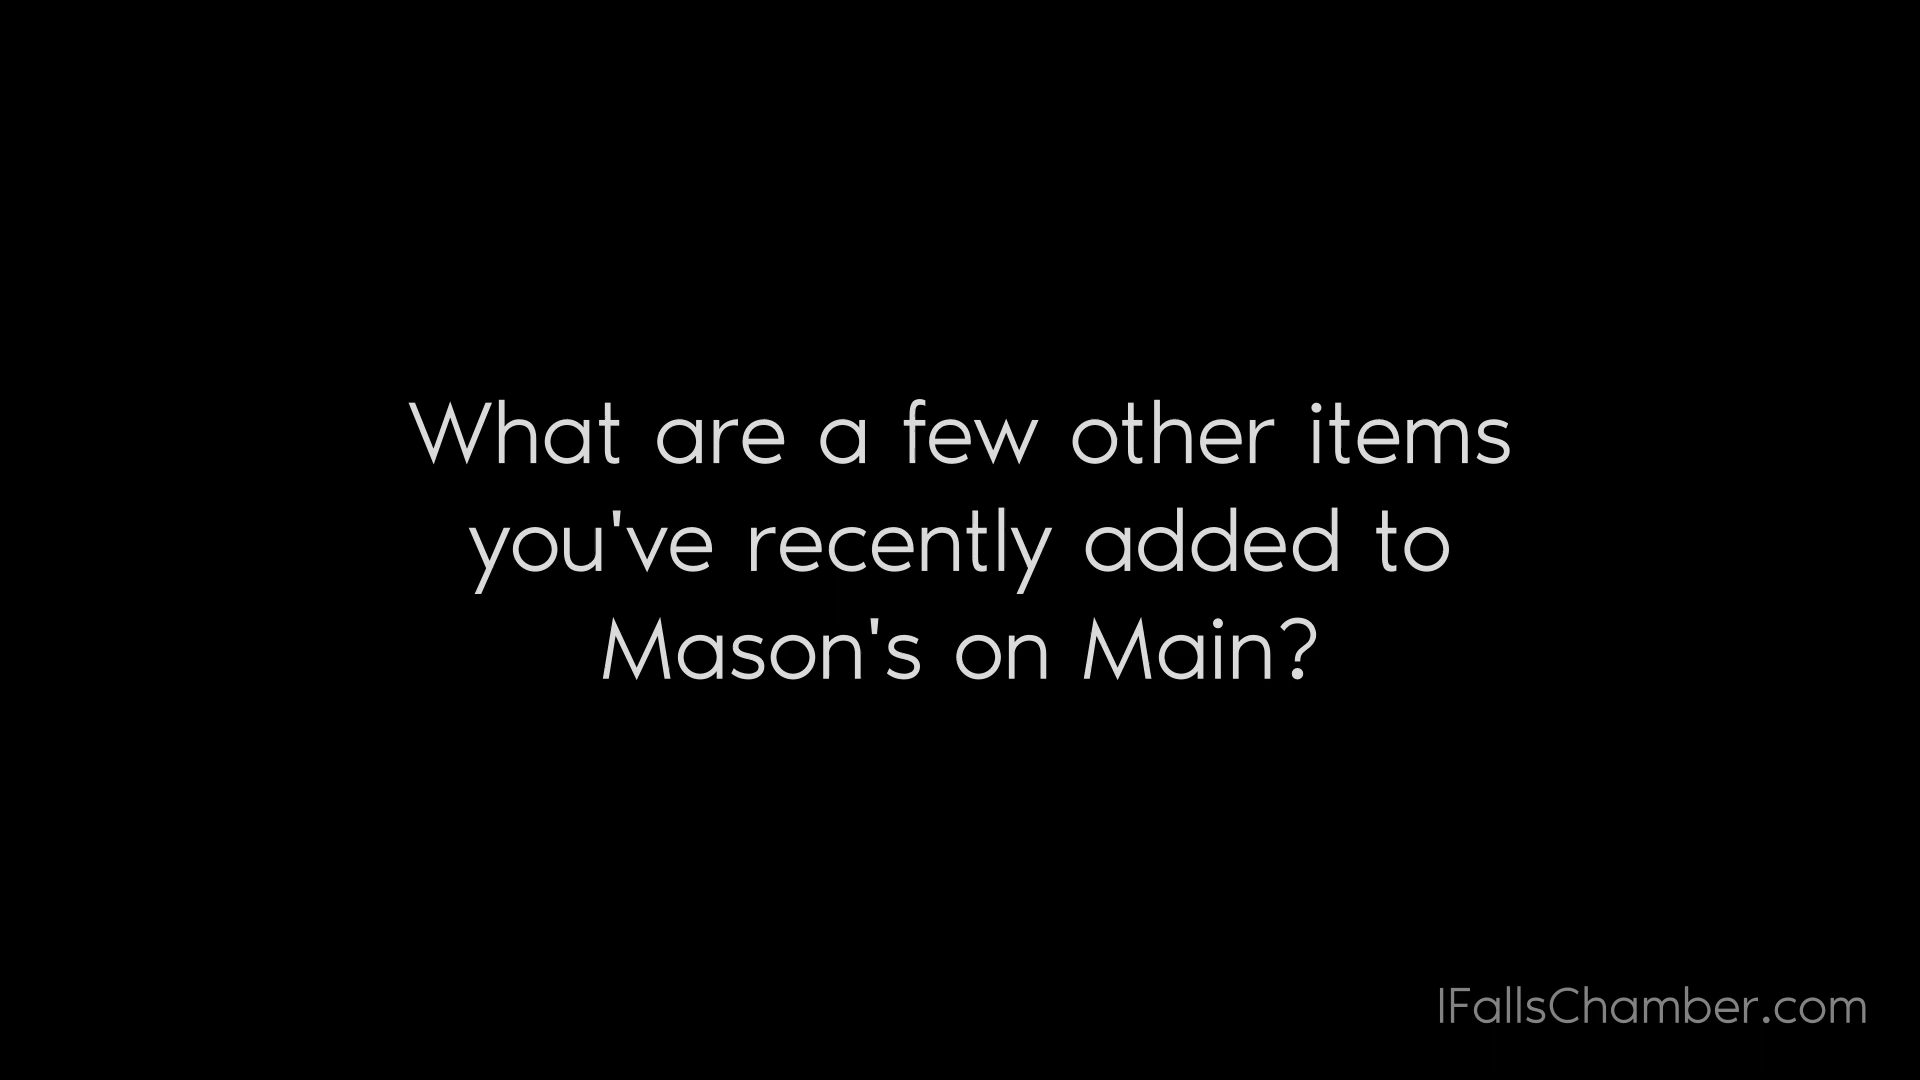 What are a few other items
you've recently added to
Mason's on Main?
IFallsChamber.com